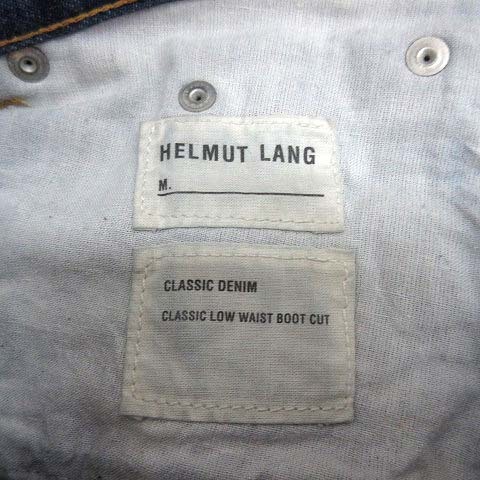 HELMUT LANG
M.
CLASSIC DENIM
CLASSIC LOW WAIST BOOT CUT